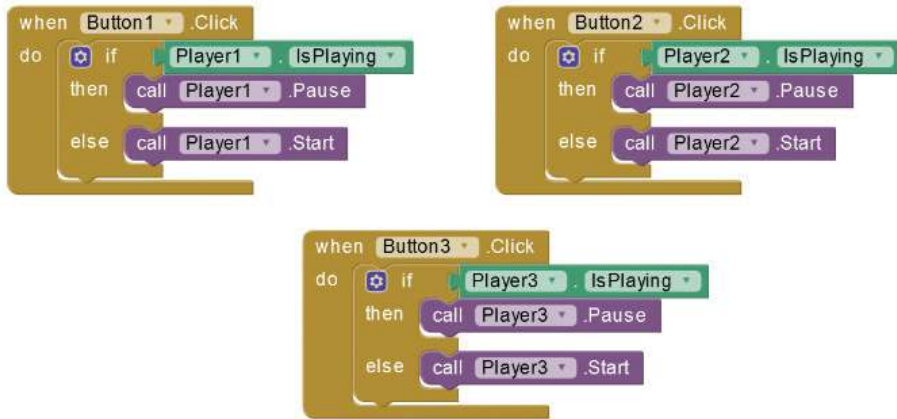 when Button1 .Click
do if Player1 . IsPlaying
then call Player1 .Pause
else call Player1 .Start
when Button2 .Click
do if Player2 . IsPlaying
then call Player2 .Pause
else call Player2 .Start
when Button3 .Click
do if Player3 . IsPlaying
then call Player3 .Pause
else call Player3 .Start